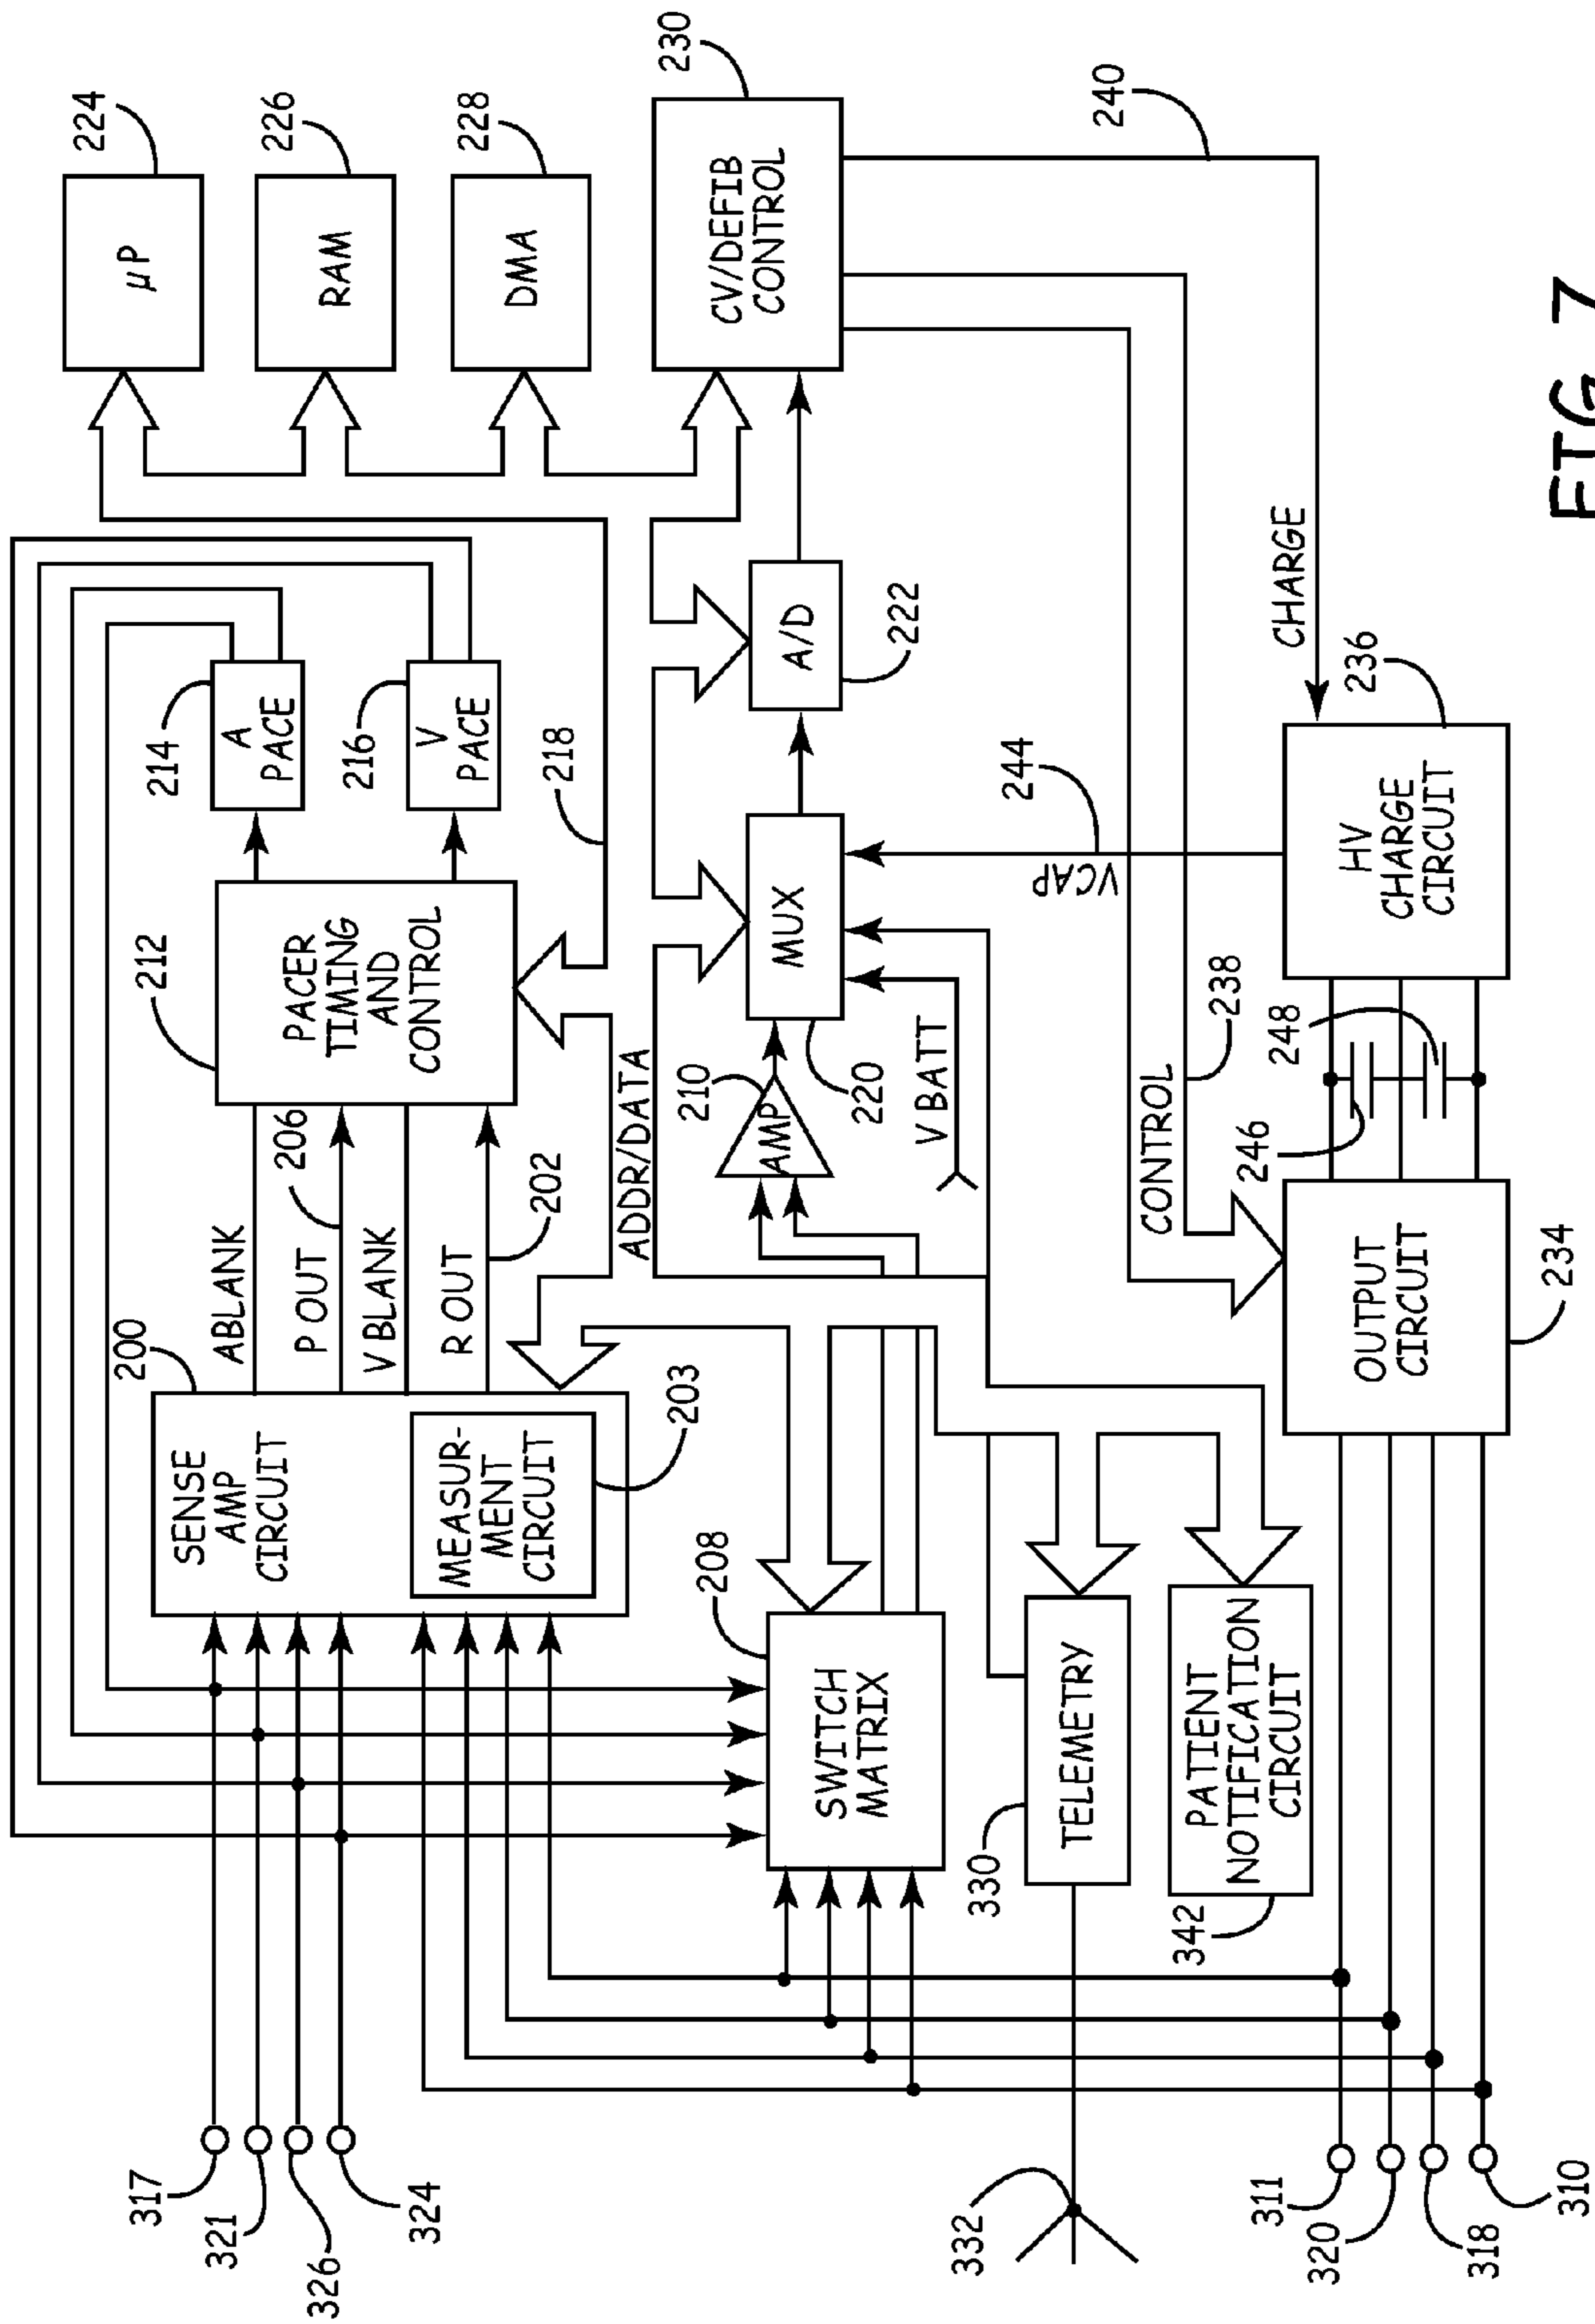 317
321
326
324
200
SENSE
AMP
CIRCUIT
MEASUR-
MENT
CIRCUIT
203
ABLANK
P OUT
206
V BLANK
R OUT
202
212
PACER
TIMING
AND
CONTROL
214
A
PACE
216
V
PACE
218
224
μP
226
RAM
228
DMA
230
CV/DEFIB
CONTROL
208
SWITCH
MATRIX
ADDR/DATA
210
AMP
MUX
220
V BATT
A/D
222
244
VCAP
240
332
330
TELEMETRY
342
PATIENT
NOTIFICATION
CIRCUIT
CONTROL
238
CHARGE
311
320
318
310
OUTPUT
CIRCUIT
234
246
248
HV
CHARGE
CIRCUIT
236
FIG 7